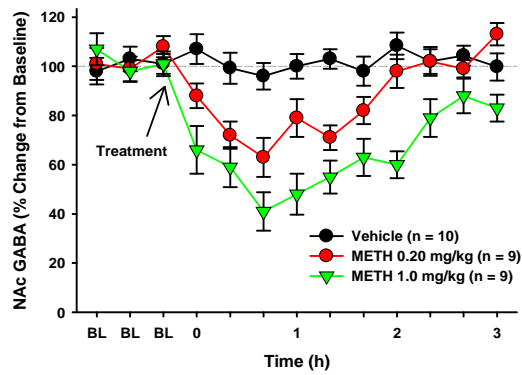 NAc GABA (% Change from Baseline)
120
100
80
60
40
20
0
Treatment
Vehicle (n = 10)
METH 0.20 mg/kg (n = 9)
METH 1.0 mg/kg (n = 9)
BL BL BL 0 1 2 3
Time (h)